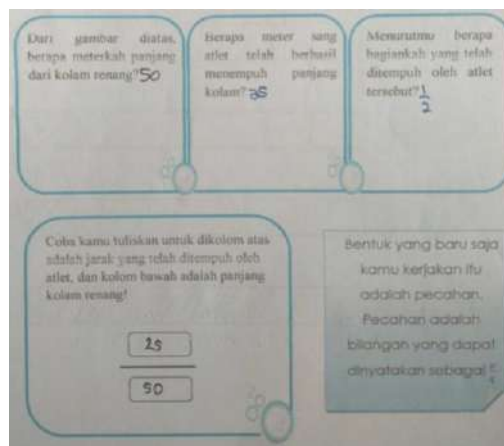 Dari gambar diatas,
berapa meterkah panjang
dari kolam renang? 50
Berapa meter sang
atlet telah berhasil
menempuh panjang
kolam? 25
Menurutmu berapa
bagiankah yang telah
ditempuh oleh atlet
tersebut? 1/2
Coba kamu tuliskan untuk dikolom atas
adalah jarak yang telah ditempuh oleh
atlet, dan kolom bawah adalah panjang
kolam renang!
25
50
Bentuk yang baru saja
kamu kerjakan itu
adalah pecahan.
Pecahan adalah
bilangan yang dapat
dinyatakan sebagai